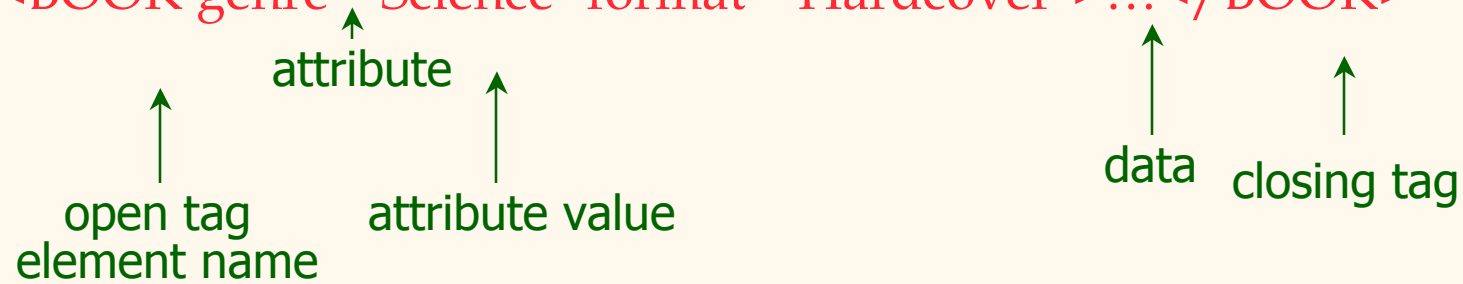 <BOOK genre Science format Hardcover >…</BOOK>
attribute
data
closing tag
open tag
element name
attribute value